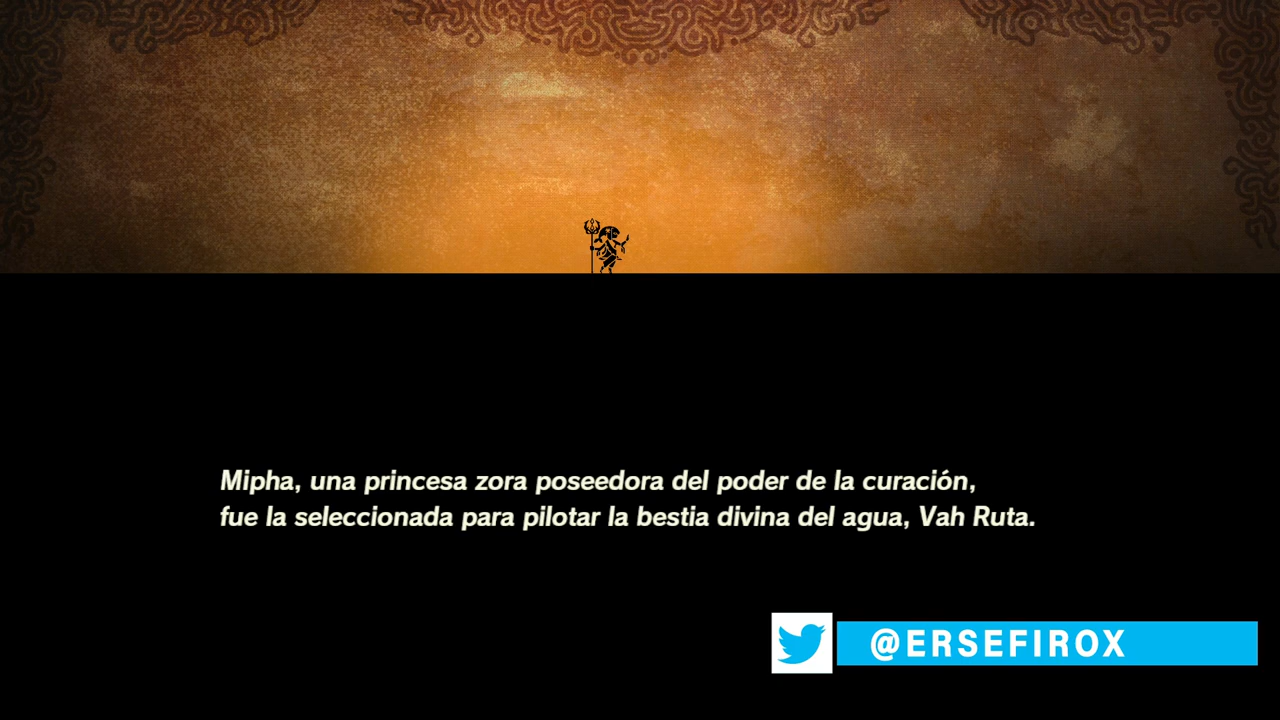 Mipha, una princesa zora poseedora del poder de la curación,
fue la seleccionada para pilotar la bestia divina del agua, Vah Ruta.
@ERSEFIROX